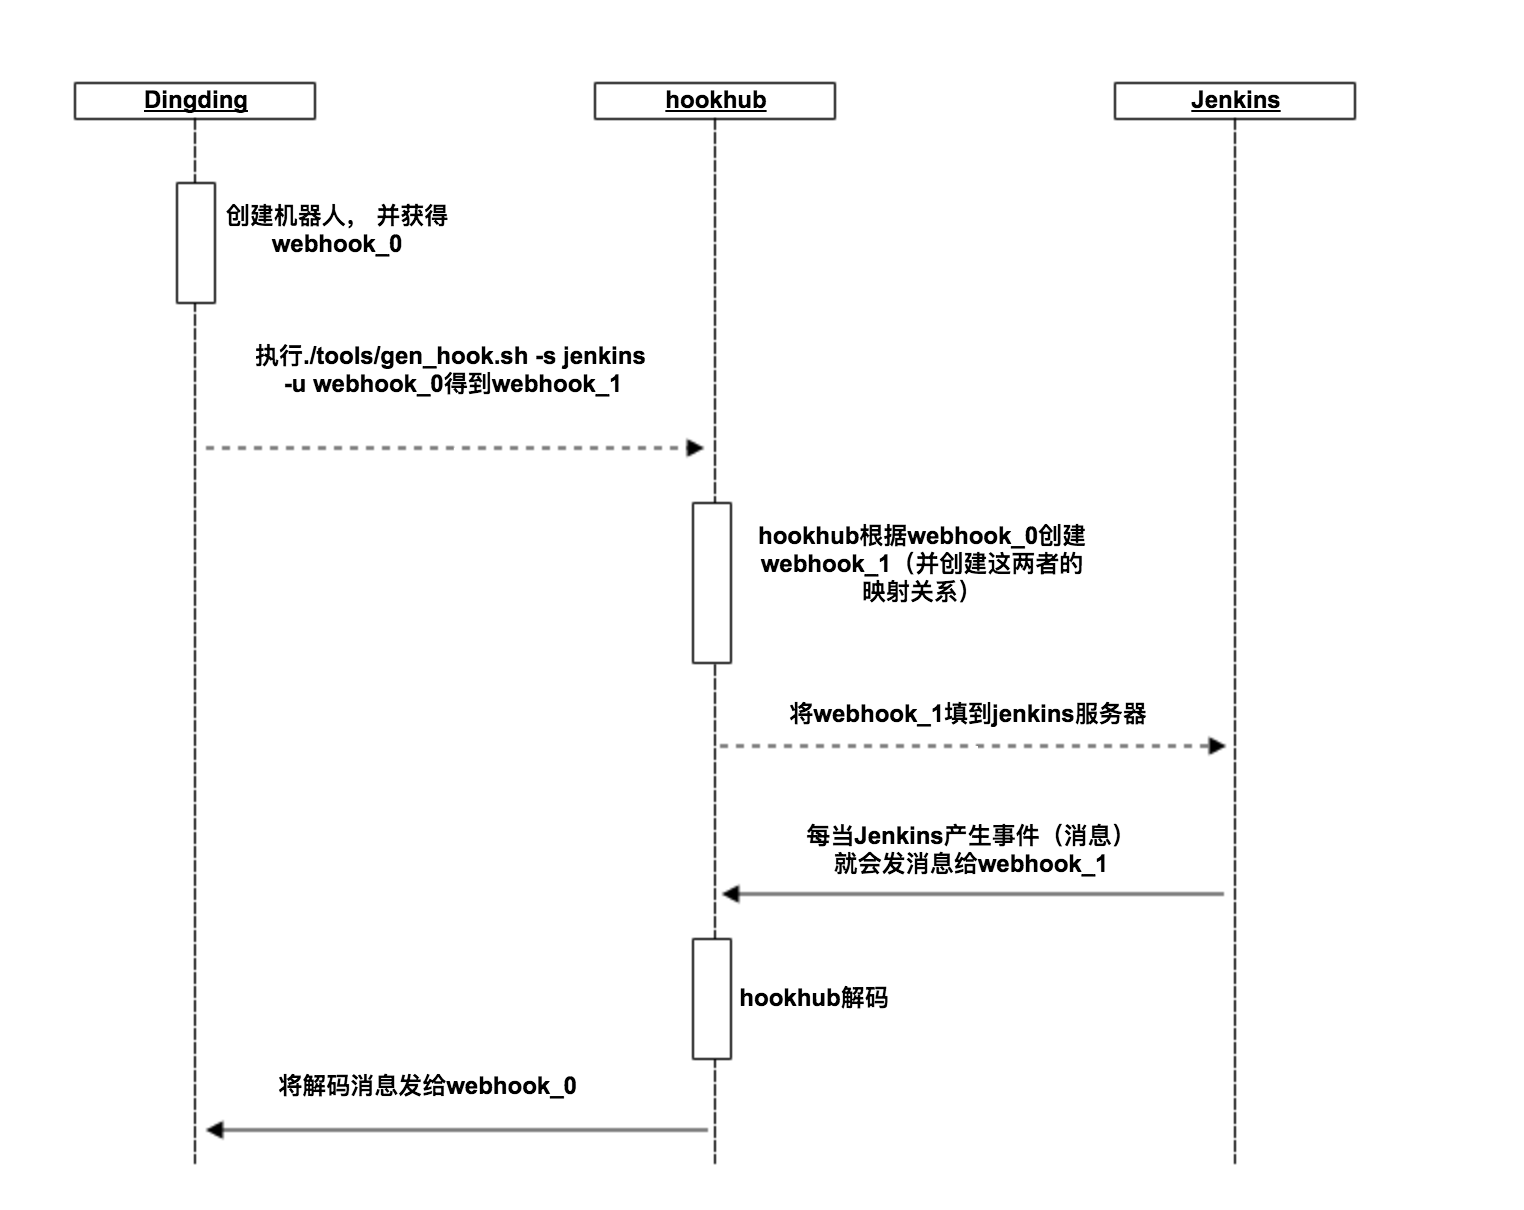 Dingding
hookhub
Jenkins
创建机器人， 并获得
webhook_0
执行./tools/gen_hook.sh -s jenkins
-u webhook_0得到webhook_1
hookhub根据webhook_0创建
webhook_1（并创建这两者的
映射关系）
将webhook_1填到jenkins服务器
每当Jenkins产生事件（消息）
就会发消息给webhook_1
hookhub解码
将解码消息发给webhook_0